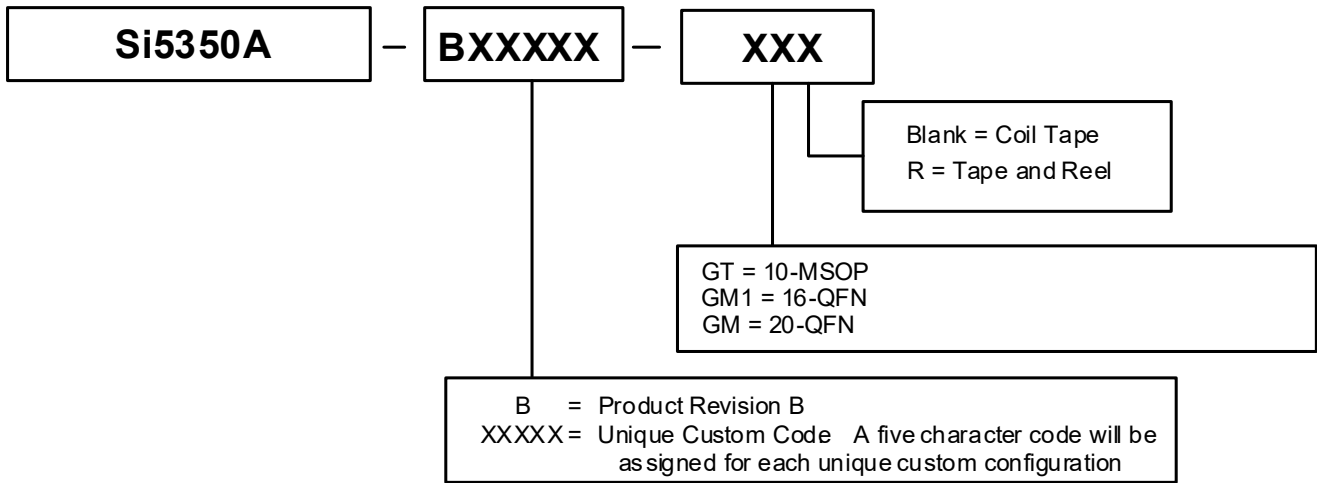 Si5350A – BXXXXX – XXX
Blank = Coil Tape
R = Tape and Reel
GT = 10-MSOP
GM1 = 16-QFN
GM = 20-QFN
B = Product Revision B
XXXXX = Unique Custom Code A five character code will be
assigned for each unique custom configuration